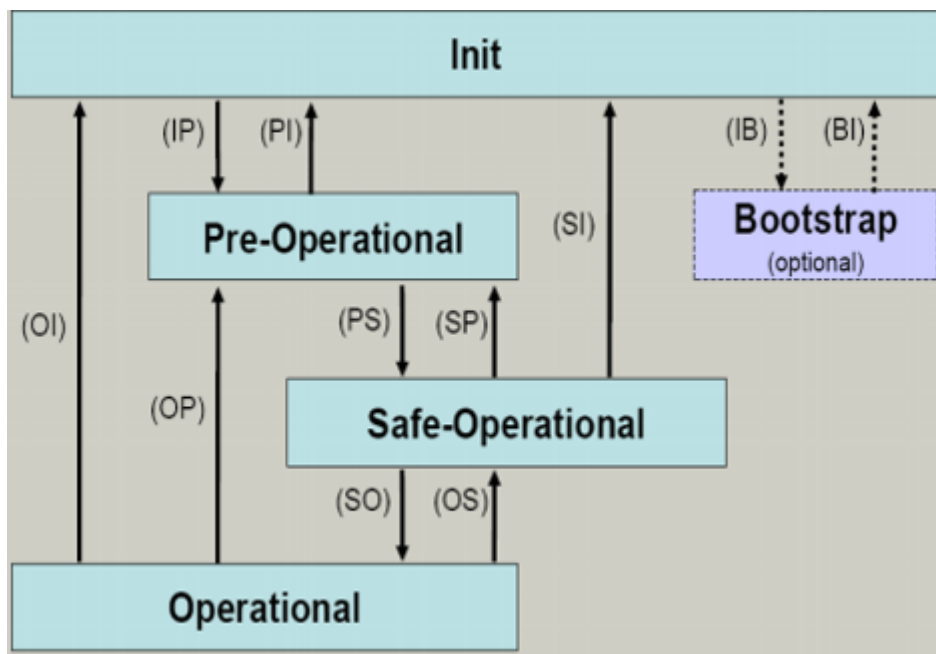 Init
(IP)
(PI)
(IB)
(BI)
Pre-Operational
(SI)
Bootstrap
(optional)
(OI)
(PS)
(SP)
(OP)
Safe-Operational
(SO)
(OS)
Operational